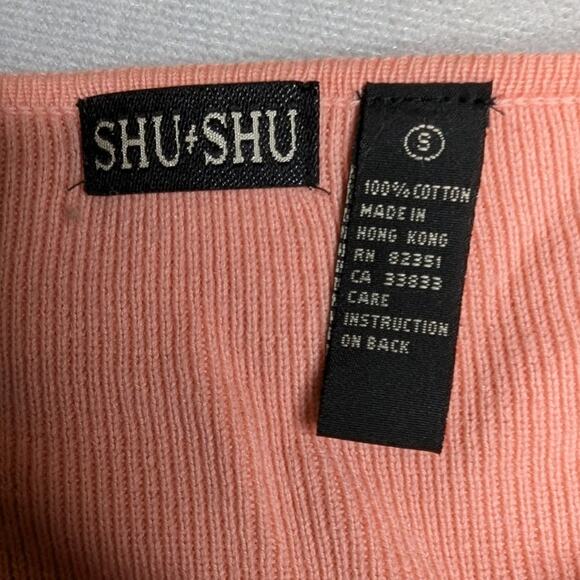 SHU+SHU
S
100% COTTON
MADE IN
HONG KONG
RN 82351
CA 33833
CARE
INSTRUCTION
ON BACK